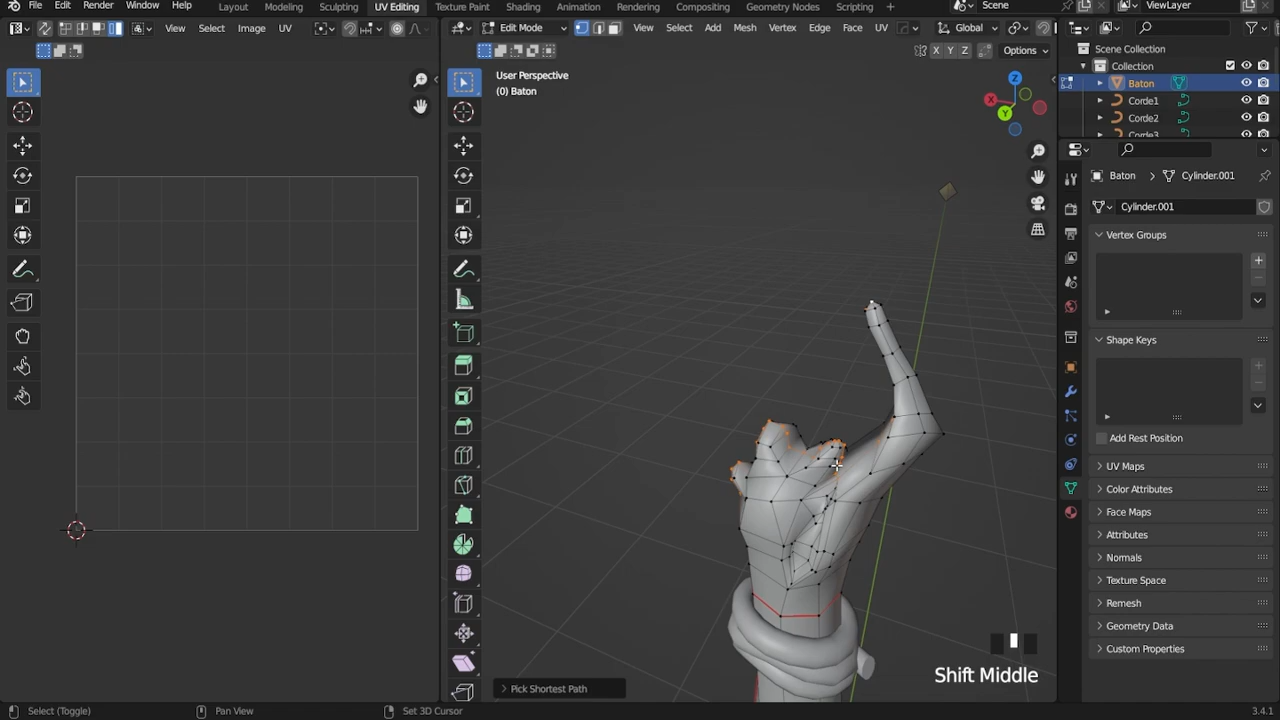 File Edit Render Window Help Layout Modeling Sculpting UV Editing Texture Paint Shading Animation Rendering Compositing Geometry Nodes Scripting + Scene ViewLayer
View Select Image UV
Edit Mode View Select Add Mesh Vertex Edge Face UV Global
X Y Z Options
Scene Collection
Collection
Baton
Corde1
Corde2
Corde3
User Perspective
(0) Baton
X Y Z
Baton > Cylinder.001
Cylinder.001
Vertex Groups
Shape Keys
Add Rest Position
UV Maps
Color Attributes
Face Maps
Attributes
Normals
Texture Space
Remesh
Geometry Data
Custom Properties
Shift Middle
Pick Shortest Path
Select (Toggle) Pan View Set 3D Cursor 3.4.1